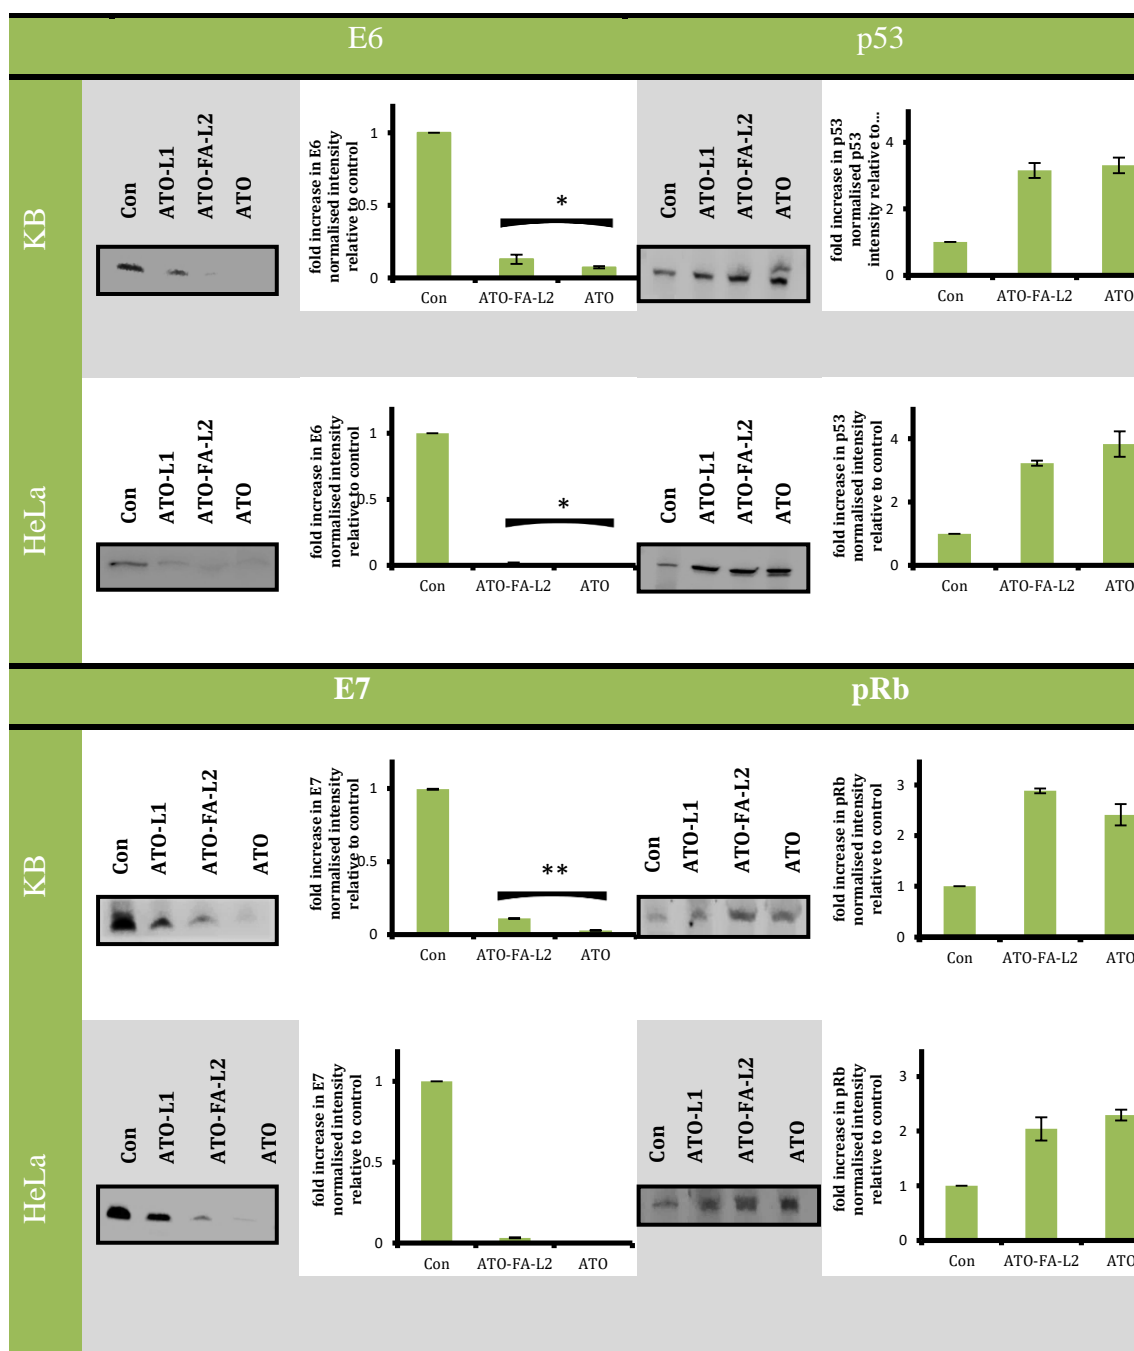 E6 p53
KB
Con ATO-L1 ATO-FA-L2 ATO
fold increase in E6
normalised intensity
relative to control
1
0.5
0
*
Con ATO-FA-L2 ATO
Con ATO-L1 ATO-FA-L2 ATO
fold increase in p53
normalised p53
intensity relative to...
4
2
0
Con ATO-FA-L2 ATO
HeLa
Con ATO-L1 ATO-FA-L2 ATO
fold increase in E6
normalised intensity
relative to control
1
0.5
0
*
Con ATO-FA-L2 ATO
Con ATO-L1 ATO-FA-L2 ATO
fold increase in p53
normalised intensity
relative to control
4
2
0
Con ATO-FA-L2 ATO
E7 pRb
KB
Con ATO-L1 ATO-FA-L2 ATO
fold increase in E7
normalised intensity
relative to control
1
0.5
0
**
Con ATO-FA-L2 ATO
Con ATO-L1 ATO-FA-L2 ATO
fold increase in pRb
normalised intensity
relative to control
3
2
1
0
Con ATO-FA-L2 ATO
HeLa
Con ATO-L1 ATO-FA-L2 ATO
fold increase in E7
normalised intensity
relative to control
1
0.5
0
Con ATO-FA-L2 ATO
Con ATO-L1 ATO-FA-L2 ATO
fold increase in pRb
normalised intensity
relative to control
3
2
1
0
Con ATO-FA-L2 ATO